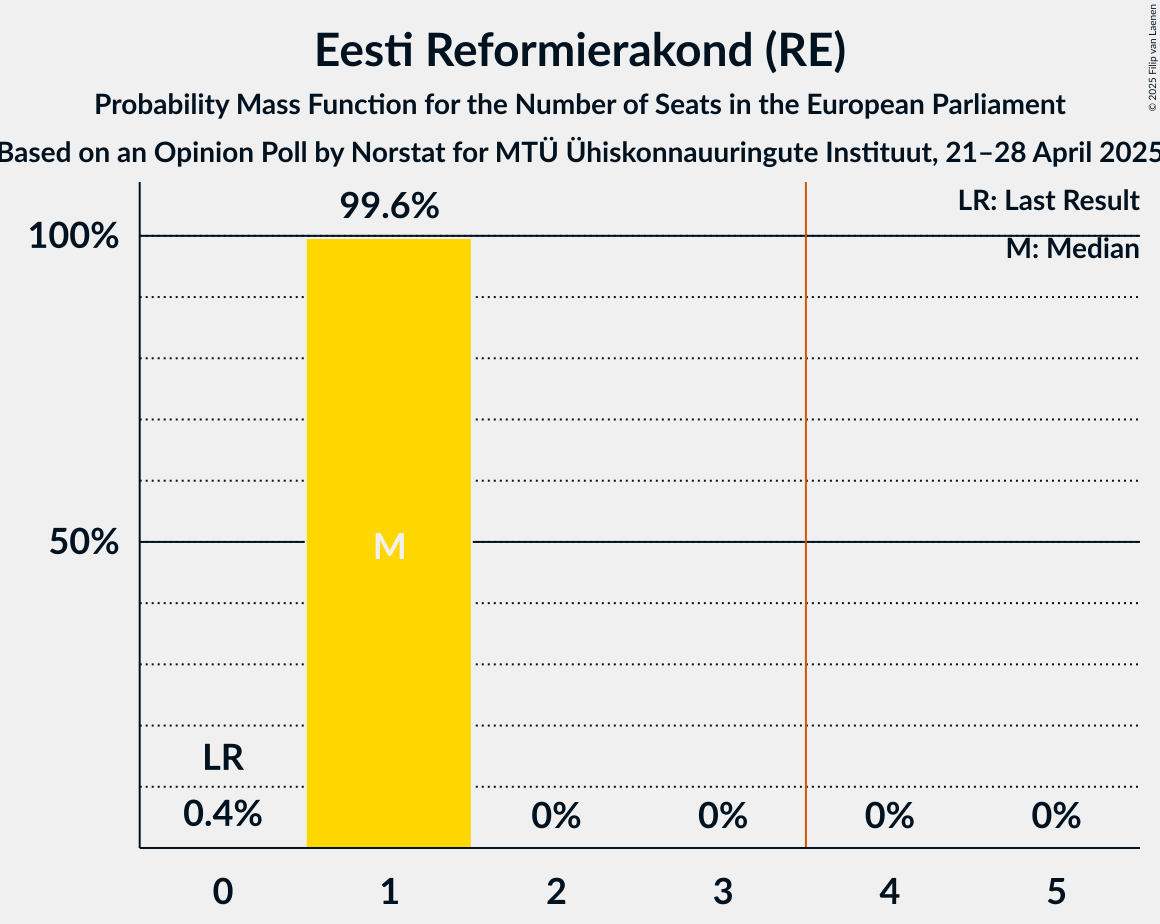 Eesti Reformierakond (RE)
Probability Mass Function for the Number of Seats in the European Parliament
Based on an Opinion Poll by Norstat for MTÜ Ühiskonnauuringute Instituut, 21–28 April 2025
© 2025 Filip van Laenen
LR: Last Result
M: Median
99.6%
100%
50%
M
LR
0.4%
0%
0%
0%
0%
0
1
2
3
4
5